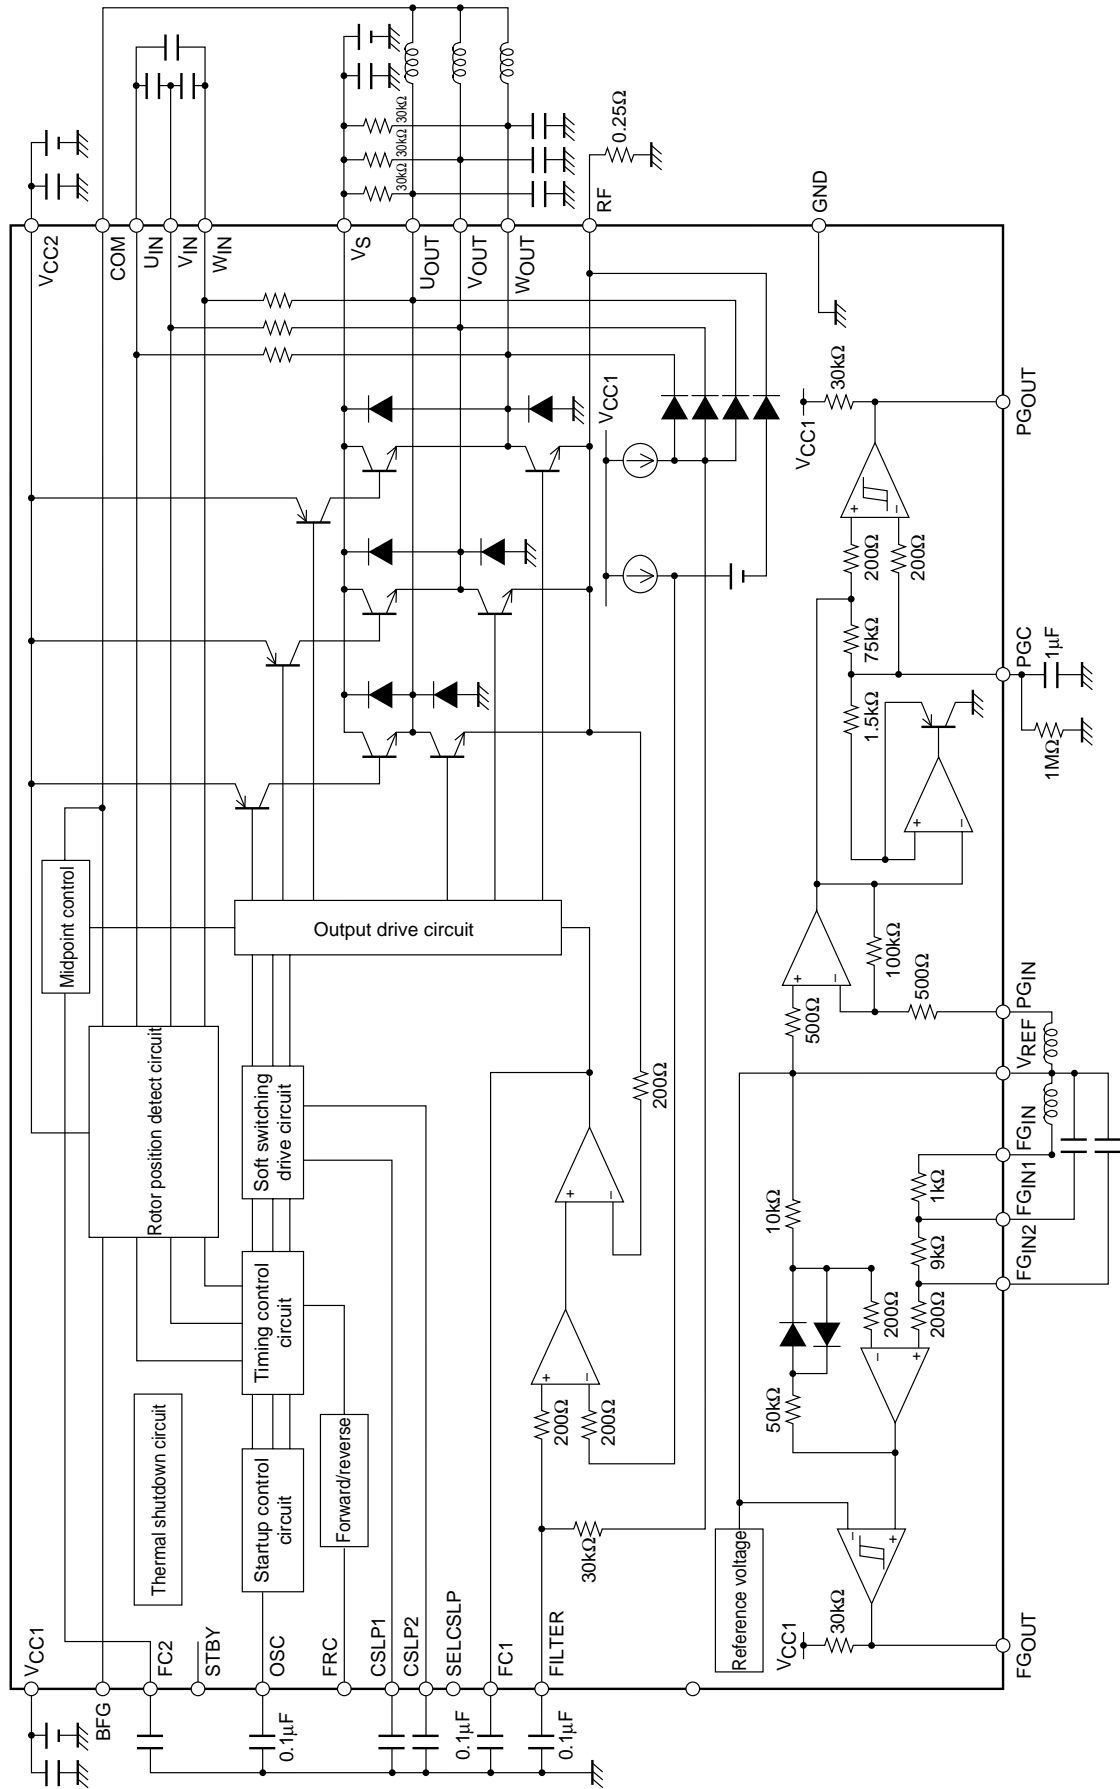 VCC2
COM
UIN
VIN
WIN
VS
UOUT
VOUT
WOUT
RF
GND
30kΩ
30kΩ
30kΩ
0.25Ω
Midpoint control
Rotor position detect circuit
Output drive circuit
Soft switching
drive circuit
Timing control
circuit
Startup control
circuit
Thermal shutdown circuit
Forward/reverse
VCC1
BFG
FC2
STBY
OSC
FRC
CSLP1
CSLP2
SELCSLP
FC1
FILTER
0.1µF
0.1µF
0.1µF
+
−
200Ω
200Ω
+
−
200Ω
30kΩ
VCC1
VCC1
30kΩ
PGOUT
+
−
200Ω
200Ω
75kΩ
1.5kΩ
PGC
1µF
1MΩ
+
−
+
−
100kΩ
500Ω
500Ω
PGIN
VREF
FGIN
FGIN1
FGIN2
1kΩ
9kΩ
10kΩ
200Ω
200Ω
−
+
50kΩ
Reference voltage
−
+
VCC1
30kΩ
FGOUT